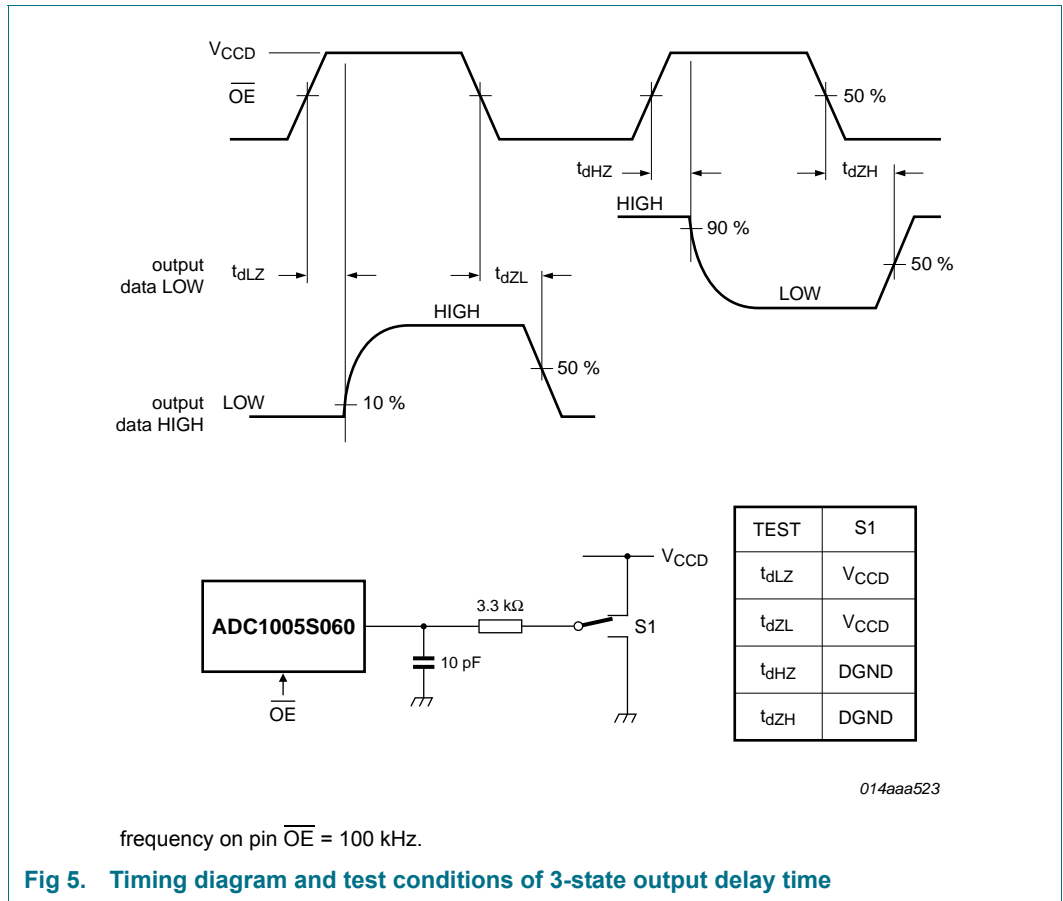 VCCD
OE
50 %
tdHZ
tdZH
HIGH
90 %
output
data LOW
tdLZ
tdZL
50 %
LOW
HIGH
50 %
output
data HIGH
LOW
10 %
VCCD
3.3 kΩ
S1
ADC1005S060
10 pF
OE
TEST S1
tdLZ VCCD
tdZL VCCD
tdHZ DGND
tdZH DGND
014aaa523
frequency on pin OE = 100 kHz.
Fig 5. Timing diagram and test conditions of 3-state output delay time